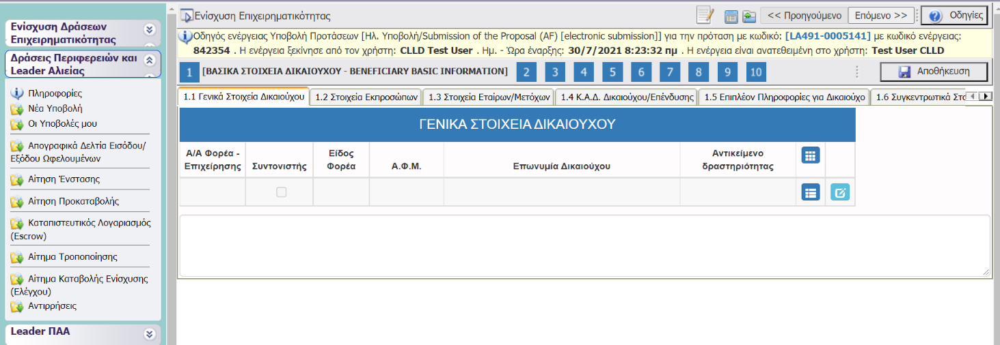 Ενίσχυση Δράσεων
Επιχειρηματικότητας
Δράσεις Περιφερειών και
Leader Αλιείας
Πληροφορίες
Νέα Υποβολή
Οι Υποβολές μου
Απογραφικά Δελτία Εισόδου/
Εξόδου Ωφελουμένων
Αίτηση Ένστασης
Αίτηση Προκαταβολής
Καταπιστευτικός Λογαριασμός
(Escrow)
Αίτημα Τροποποίησης
Αίτημα Καταβολής Ενίσχυσης
(Ελέγχου)
Αντιρρήσεις
Leader ΠΑΑ
Ενίσχυση Επιχειρηματικότητας
<< Προηγούμενο Επόμενο >> Οδηγίες
Οδηγός ενέργειας Υποβολή Προτάσεων [Ηλ. Υποβολή/Submission of the Proposal (AF) [electronic submission]] για την πρόταση με κωδικό: [LA491-0005141] με κωδικό ενέργειας:
842354 . Η ενέργεια ξεκίνησε από τον χρήστη: CLLD Test User . Ημ. - Ώρα έναρξης: 30/7/2021 8:23:32 πμ . Η ενέργεια είναι ανατεθειμένη στο χρήστη: Test User CLLD
1 [ΒΑΣΙΚΑ ΣΤΟΙΧΕΙΑ ΔΙΚΑΙΟΥΧΟΥ - BENEFICIARY BASIC INFORMATION] 2 3 4 5 6 7 8 9 10 Αποθήκευση
1.1 Γενικά Στοιχεία Δικαιούχου 1.2 Στοιχεία Εκπροσώπων 1.3 Στοιχεία Εταίρων/Μετόχων 1.4 Κ.Α.Δ. Δικαιούχου/Επένδυσης 1.5 Επιπλέον Πληροφορίες για Δικαιούχο 1.6 Συγκεντρωτικά Στο
ΓΕΝΙΚΑ ΣΤΟΙΧΕΙΑ ΔΙΚΑΙΟΥΧΟΥ
Α/Α Φορέα -
Επιχείρησης
Συντονιστής
Είδος
Φορέα
Α.Φ.Μ.
Επωνυμία Δικαιούχου
Αντικείμενο
δραστηριότητας